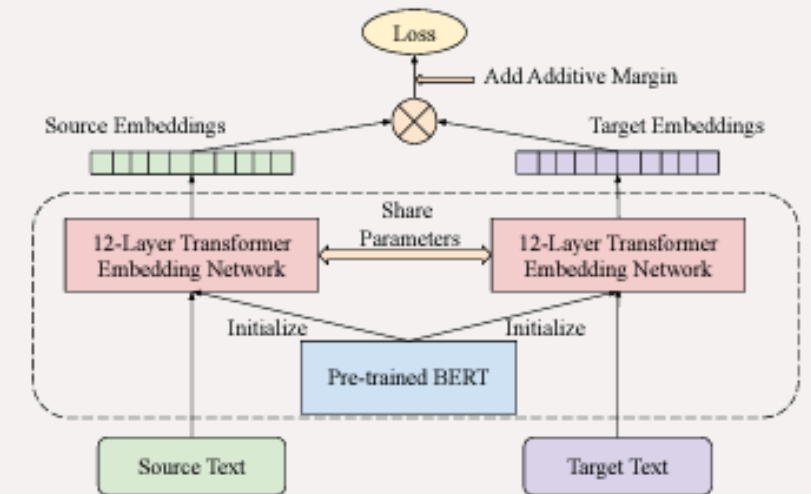 Loss
Add Additive Margin
Source Embeddings
Target Embeddings
Share
Parameters
12-Layer Transformer
Embedding Network
12-Layer Transformer
Embedding Network
Initialize
Initialize
Pre-trained BERT
Source Text
Target Text